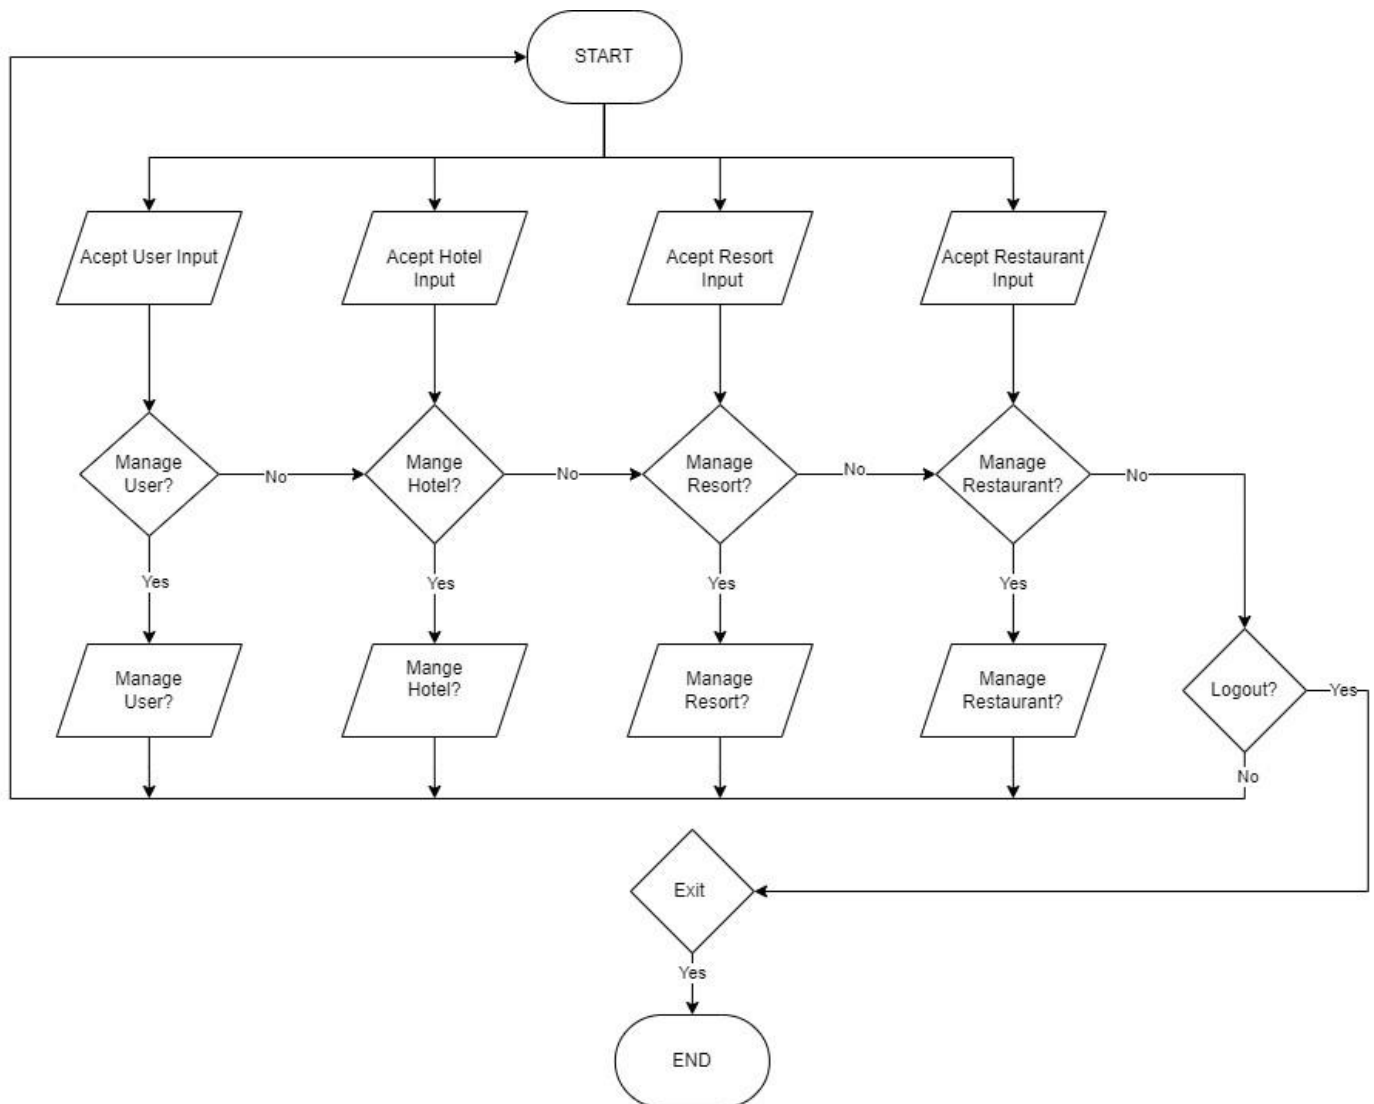 START
Acept User Input
Acept Hotel
Input
Acept Resort
Input
Acept Restaurant
Input
Manage
User?
No
Mange
Hotel?
No
Manage
Resort?
No
Manage
Restaurant?
No
Yes
Yes
Yes
Yes
Manage
User?
Mange
Hotel?
Manage
Resort?
Manage
Restaurant?
Logout?
Yes
No
Exit
Yes
END